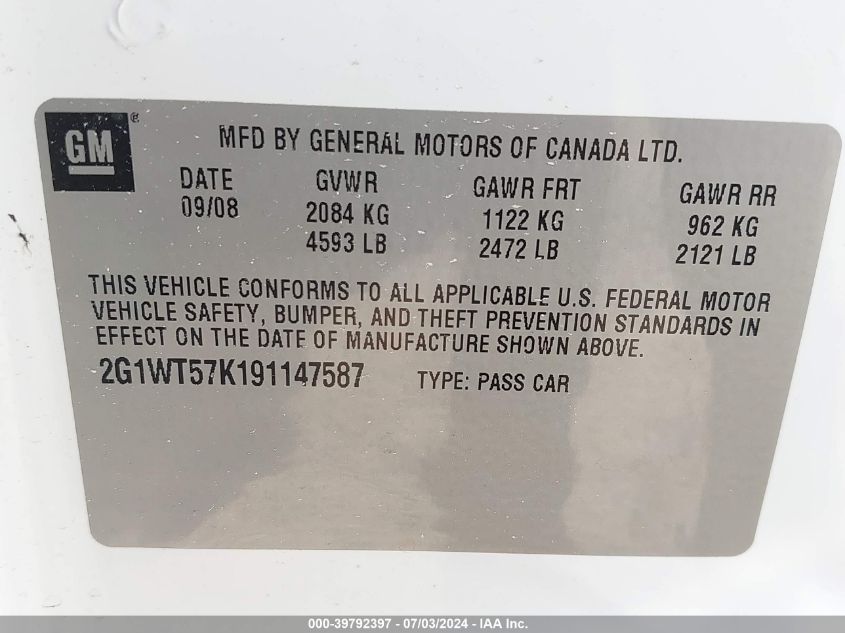 GM ®
MFD BY GENERAL MOTORS OF CANADA LTD.
DATE GVWR GAWR FRT GAWR RR
09/08 2084 KG 1122 KG 962 KG
4593 LB 2472 LB 2121 LB
THIS VEHICLE CONFORMS TO ALL APPLICABLE U.S. FEDERAL MOTOR
VEHICLE SAFETY, BUMPER, AND THEFT PREVENTION STANDARDS IN
EFFECT ON THE DATE OF MANUFACTURE SHOWN ABOVE.
2G1WT57K191147587 TYPE: PASS CAR
000-39792397 - 07/03/2024 - IAA Inc.